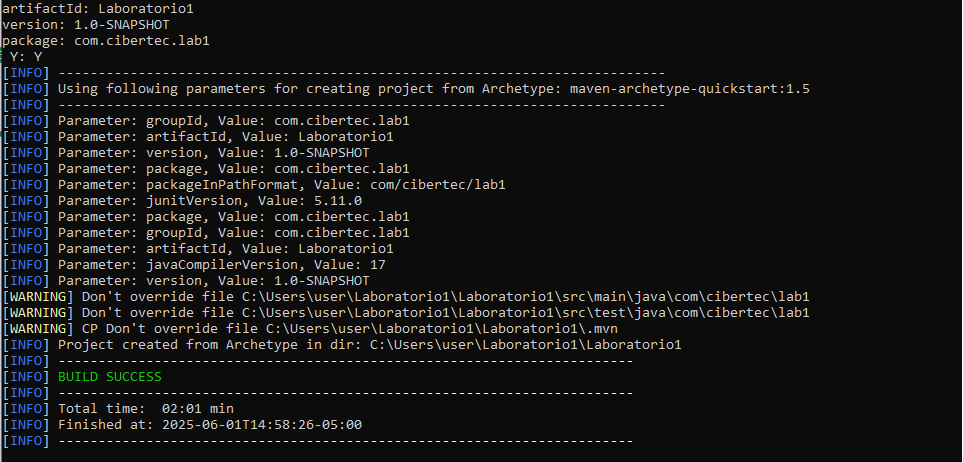 artifactId: Laboratorio1
version: 1.0-SNAPSHOT
package: com.cibertec.lab1
 Y: Y
[INFO] ----------------------------------------------------------------------------
[INFO] Using following parameters for creating project from Archetype: maven-archetype-quickstart:1.5
[INFO] ----------------------------------------------------------------------------
[INFO] Parameter: groupId, Value: com.cibertec.lab1
[INFO] Parameter: artifactId, Value: Laboratorio1
[INFO] Parameter: version, Value: 1.0-SNAPSHOT
[INFO] Parameter: package, Value: com.cibertec.lab1
[INFO] Parameter: packageInPathFormat, Value: com/cibertec/lab1
[INFO] Parameter: junitVersion, Value: 5.11.0
[INFO] Parameter: package, Value: com.cibertec.lab1
[INFO] Parameter: groupId, Value: com.cibertec.lab1
[INFO] Parameter: artifactId, Value: Laboratorio1
[INFO] Parameter: javaCompilerVersion, Value: 17
[INFO] Parameter: version, Value: 1.0-SNAPSHOT
[WARNING] Don't override file C:\Users\user\Laboratorio1\Laboratorio1\src\main\java\com\cibertec\lab1
[WARNING] Don't override file C:\Users\user\Laboratorio1\Laboratorio1\src\test\java\com\cibertec\lab1
[WARNING] CP Don't override file C:\Users\user\Laboratorio1\Laboratorio1\.mvn
[INFO] Project created from Archetype in dir: C:\Users\user\Laboratorio1\Laboratorio1
[INFO] ------------------------------------------------------------------------
[INFO] BUILD SUCCESS
[INFO] ------------------------------------------------------------------------
[INFO] Total time:  02:01 min
[INFO] Finished at: 2025-06-01T14:58:26-05:00
[INFO] ------------------------------------------------------------------------